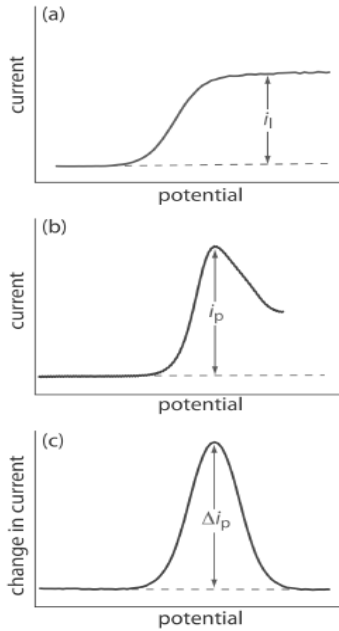 (a)
current
i_l
potential
(b)
current
i_p
potential
(c)
change in current
Δi_p
potential